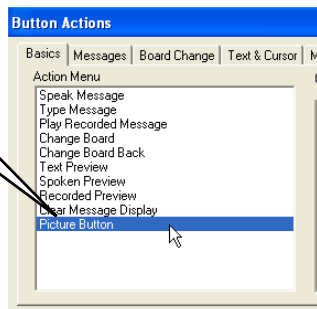 Button Actions
Basics Messages Board Change Text & Cursor M
Action Menu
Speak Message
Type Message
Play Recorded Message
Change Board
Change Board Back
Text Preview
Spoken Preview
Recorded Preview
Clear Message Display
Picture Button